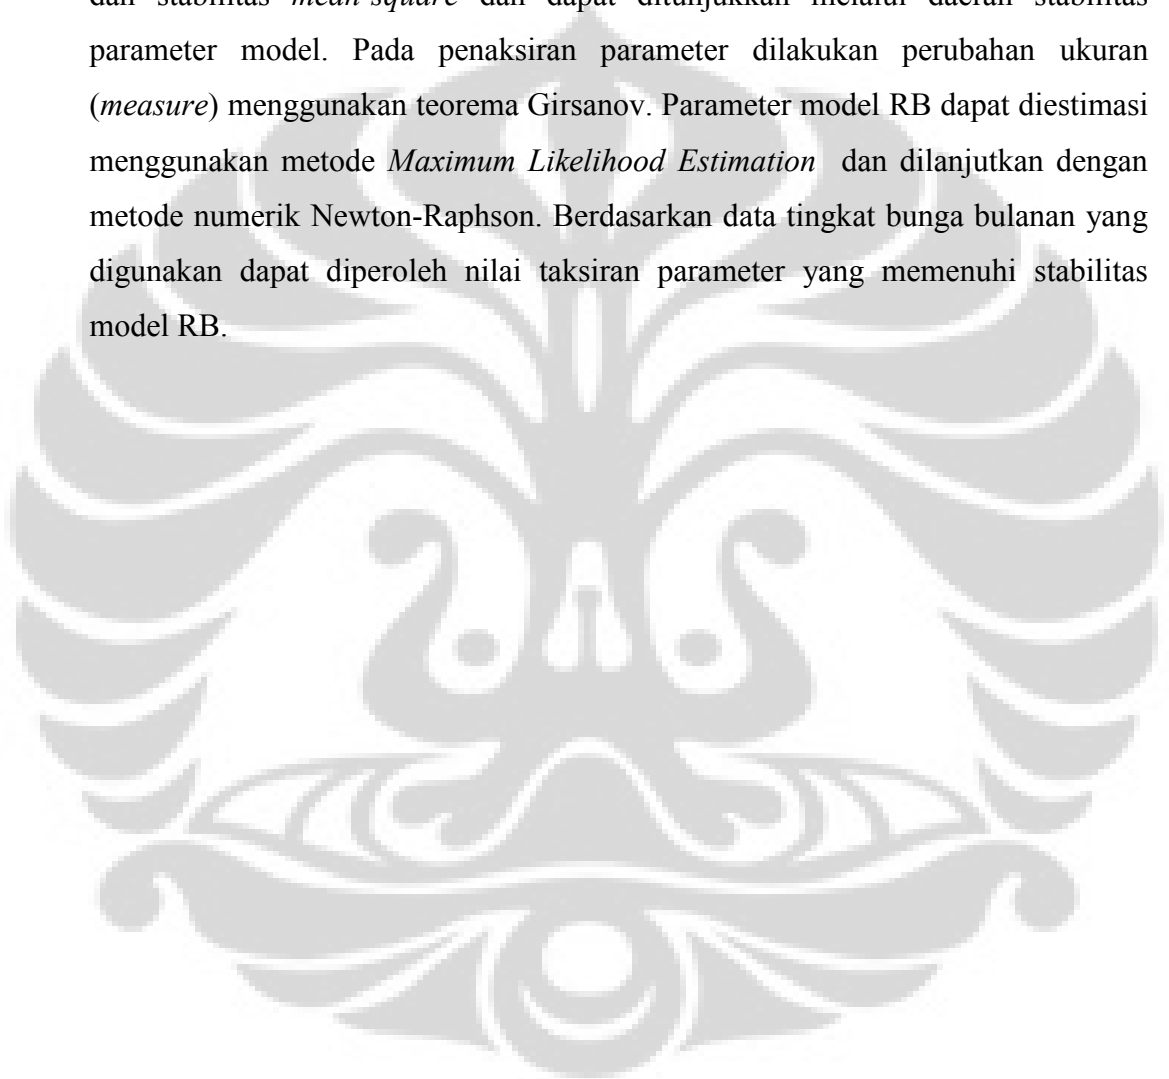 dan stabilitas mean square dan dapat ditunjukkan melalui daerah stabilitas
parameter model. Pada penaksiran parameter dilakukan perubahan ukuran
(measure) menggunakan teorema Girsanov. Parameter model RB dapat diestimasi
menggunakan metode Maximum Likelihood Estimation dan dilanjutkan dengan
metode numerik Newton-Raphson. Berdasarkan data tingkat bunga bulanan yang
digunakan dapat diperoleh nilai taksiran parameter yang memenuhi stabilitas
model RB.